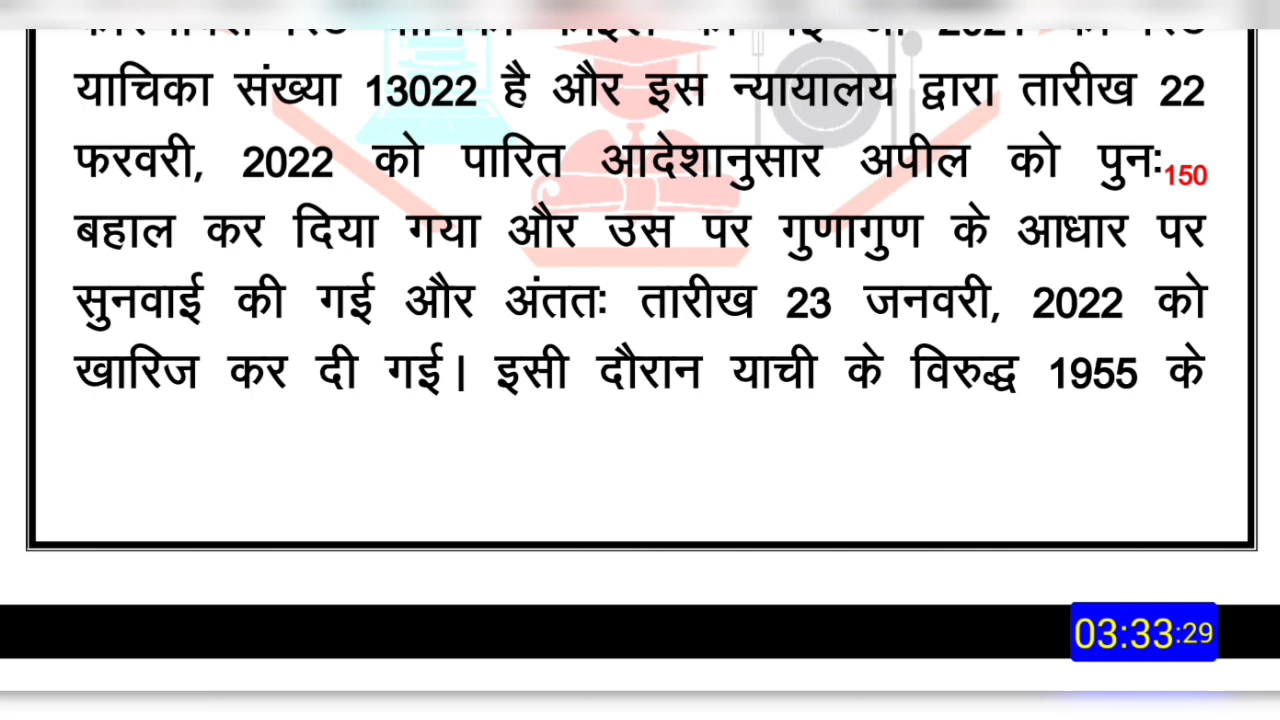 याचिका संख्या 13022 है और इस न्यायालय द्वारा तारीख 22
फरवरी, 2022 को पारित आदेशानुसार अपील को पुनः150
बहाल कर दिया गया और उस पर गुणागुण के आधार पर
सुनवाई की गई और अंततः तारीख 23 जनवरी, 2022 को
खारिज कर दी गई। इसी दौरान याची के विरुद्ध 1955 के
03:33:29